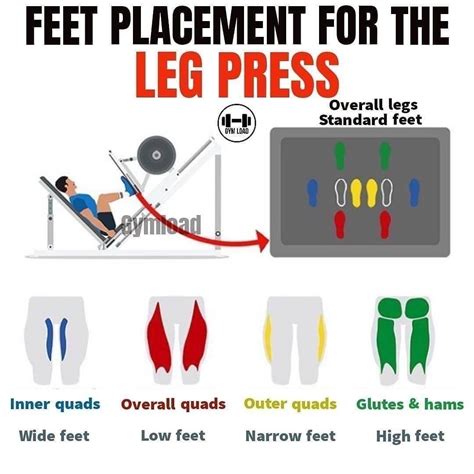 FEET PLACEMENT FOR THE
LEG PRESS
GYM LOAD
Overall legs
Standard feet
Gymload
Inner quads
Overall quads
Outer quads
Glutes & hams
Wide feet
Low feet
Narrow feet
High feet